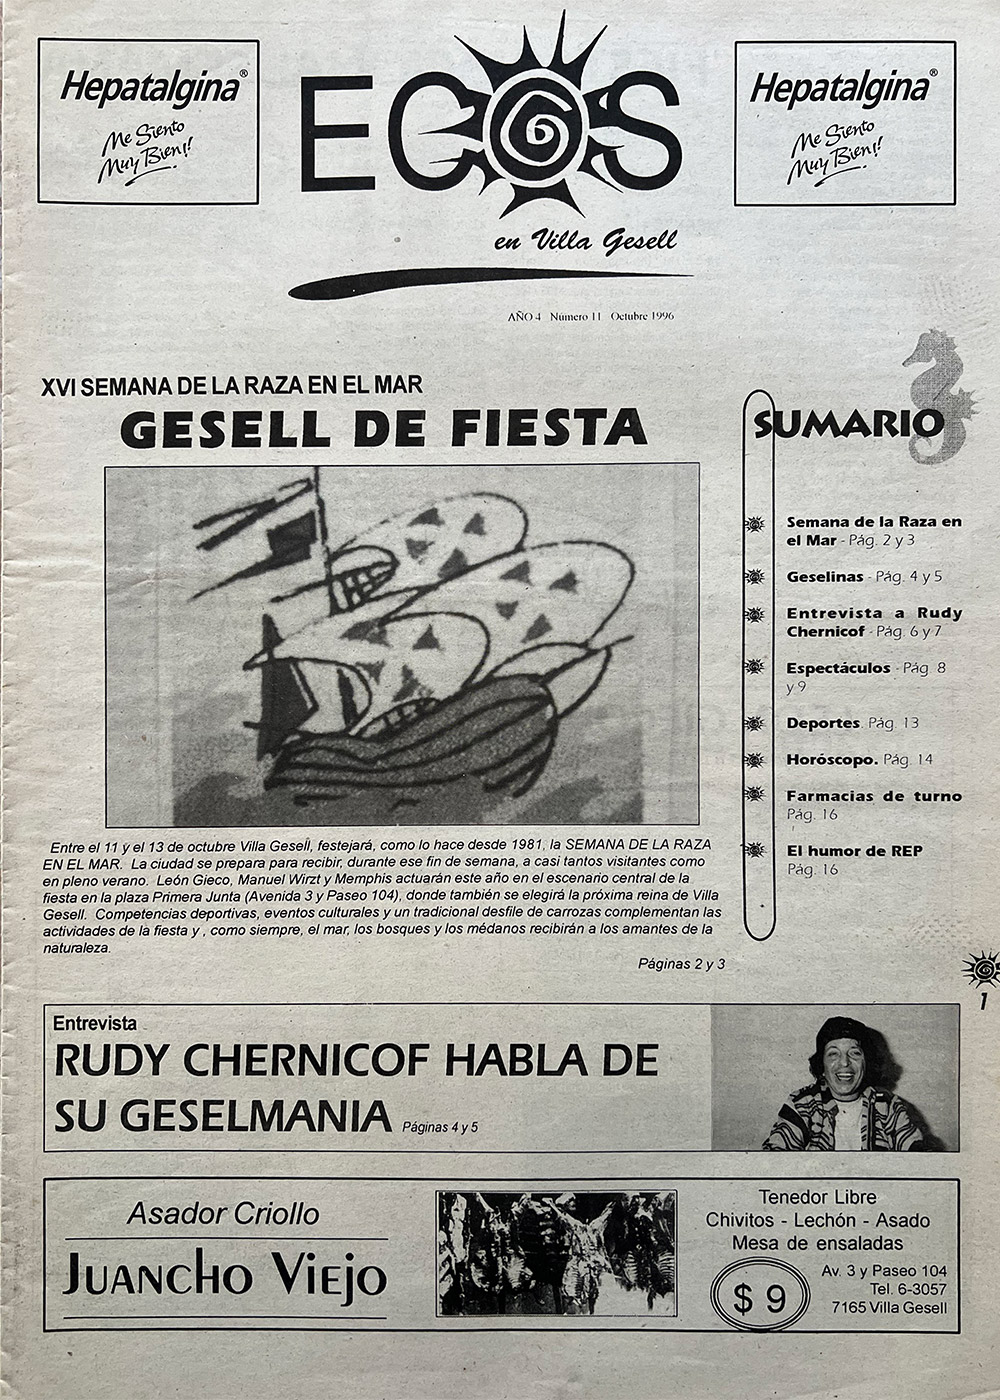 Hepatalgina®
Me Siento
Muy Bien!!
ECOS
en Villa Gesell
Hepatalgina®
Me Siento
Muy Bien!!
AÑO 4 Número 11 Octubre 1996
XVI SEMANA DE LA RAZA EN EL MAR
GESELL DE FIESTA
Entre el 11 y el 13 de octubre Villa Gesell, festejará, como lo hace desde 1981, la SEMANA DE LA RAZA
EN EL MAR. La ciudad se prepara para recibir, durante ese fin de semana, a casi tantos visitantes como
en pleno verano. León Gieco, Manuel Wirzt y Memphis actuarán este año en el escenario central de la
fiesta en la plaza Primera Junta (Avenida 3 y Paseo 104), donde también se elegirá la próxima reina de Villa
Gesell. Competencias deportivas, eventos culturales y un tradicional desfile de carrozas complementan las
actividades de la fiesta y , como siempre, el mar, los bosques y los médanos recibirán a los amantes de la
naturaleza.
Páginas 2 y 3
SUMARIO
Semana de la Raza en
el Mar - Pág. 2 y 3
Geselinas - Pág. 4 y 5
Entrevista a Rudy
Chernicof - Pág. 6 y 7
Espectáculos - Pág 8
y 9
Deportes. Pág. 13
Horóscopo. Pág. 14
Farmacias de turno
Pág. 16
El humor de REP
Pág. 16
1
Entrevista
RUDY CHERNICOF HABLA DE
SU GESELMANIA Páginas 4 y 5
Asador Criollo
JUANCHO VIEJO
Tenedor Libre
Chivitos - Lechón - Asado
Mesa de ensaladas
$ 9
Av. 3 y Paseo 104
Tel. 6-3057
7165 Villa Gesell